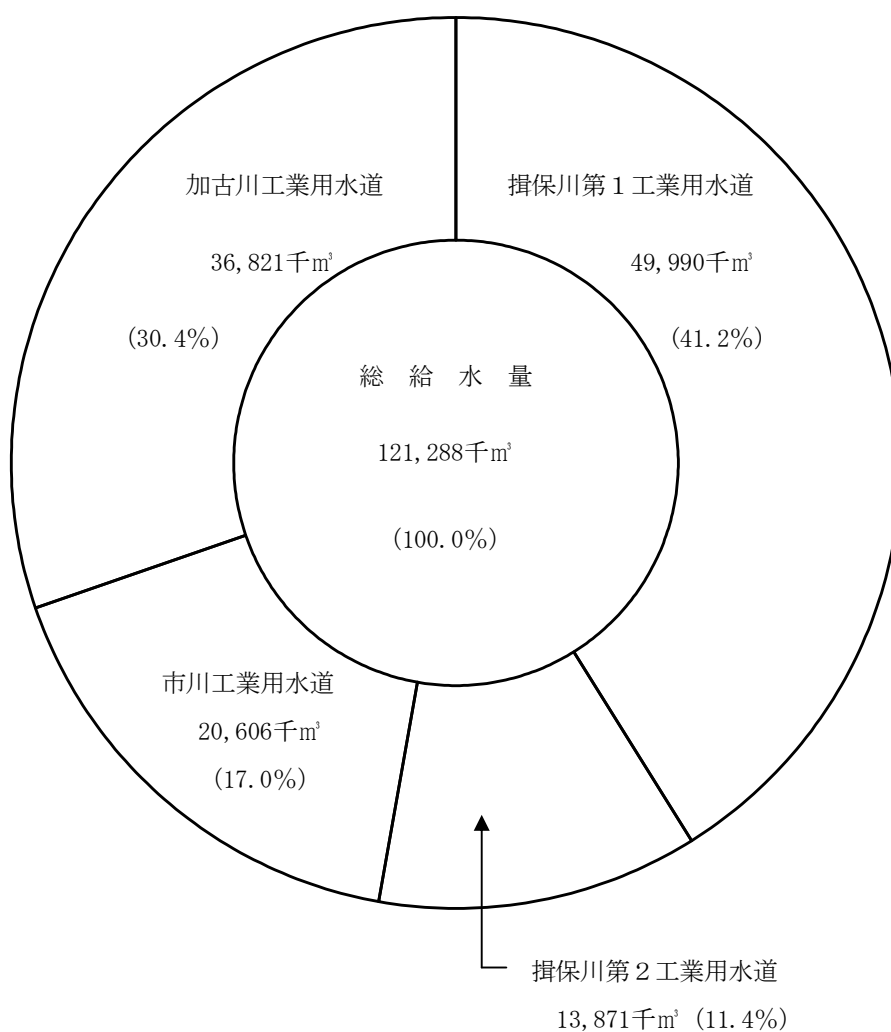 加古川工業用水道
36,821千㎥
(30.4%)
揖保川第1工業用水道
49,990千㎥
(41.2%)
総 給 水 量
121,288千㎥
(100.0%)
市川工業用水道
20,606千㎥
(17.0%)
揖保川第2工業用水道
13,871千㎥ (11.4%)